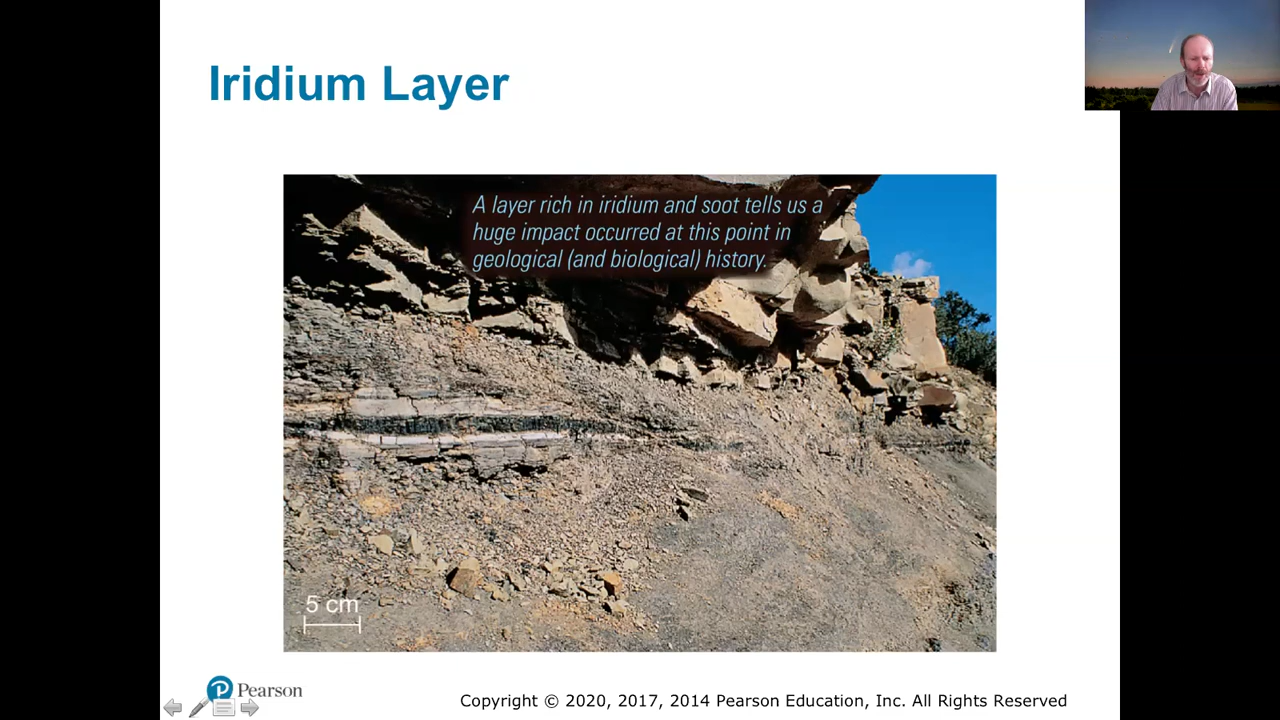 Iridium Layer
A layer rich in iridium and soot tells us a
huge impact occurred at this point in
geological (and biological) history.
5 cm
P Pearson
Copyright © 2020, 2017, 2014 Pearson Education, Inc. All Rights Reserved